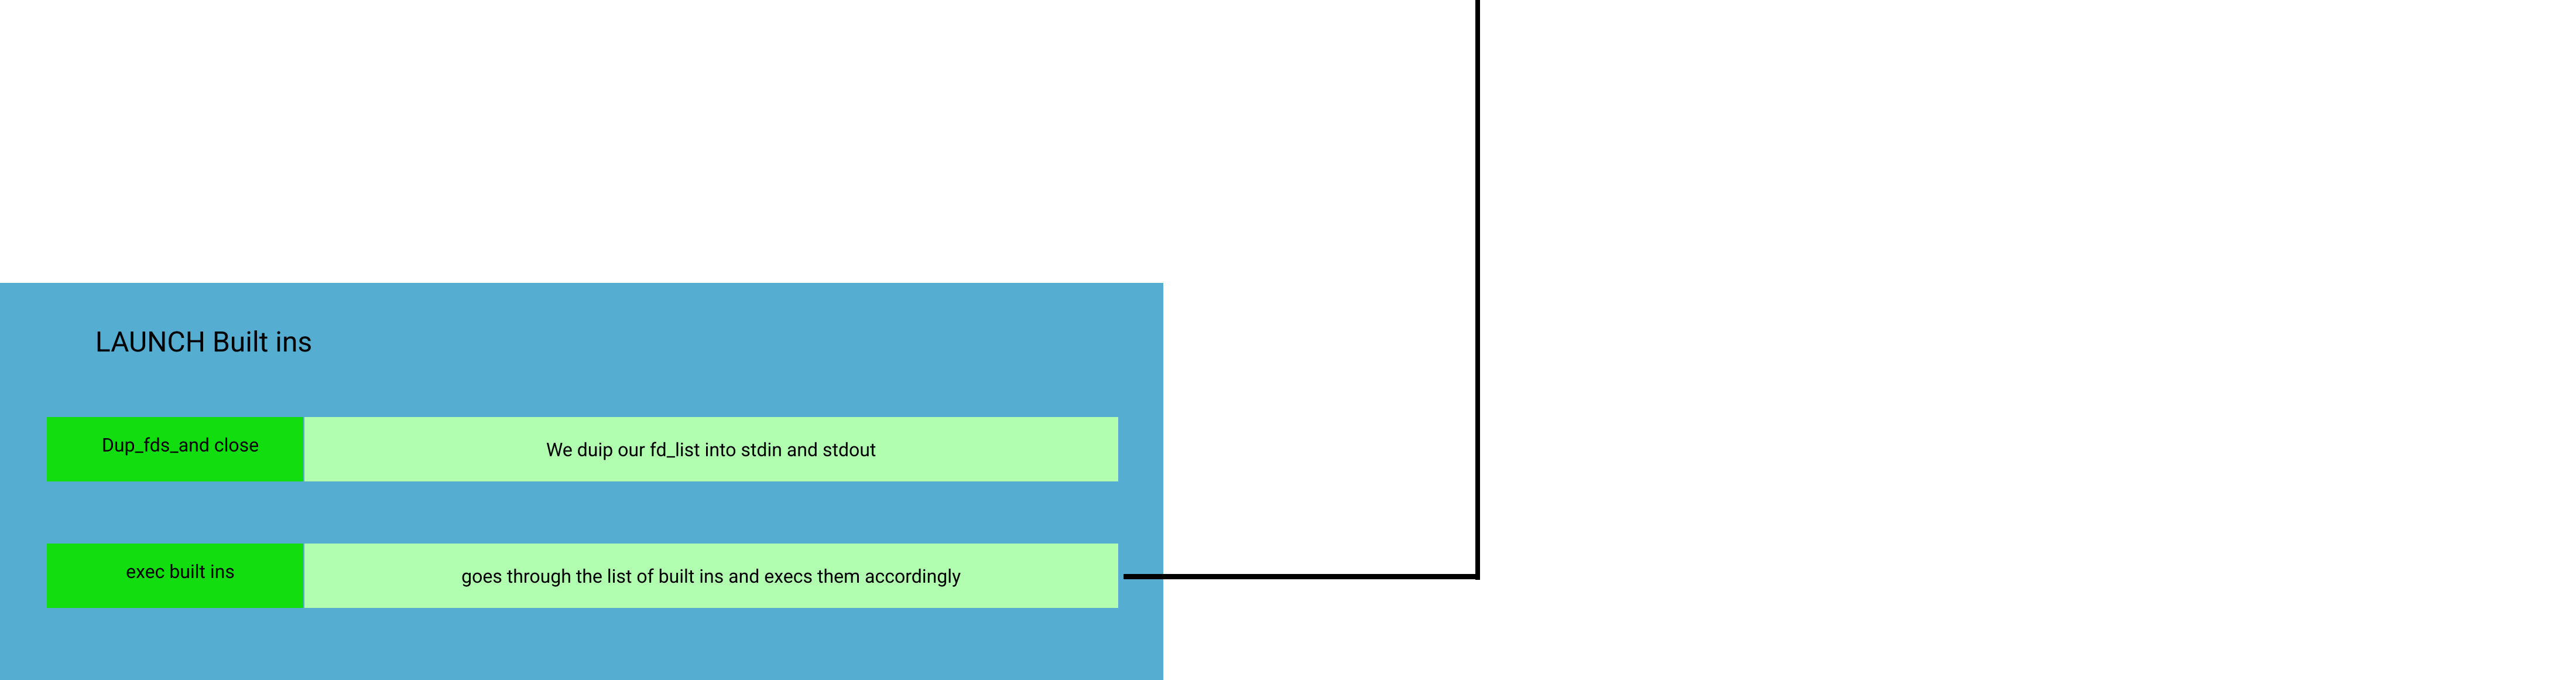 LAUNCH Built ins
Dup_fds_and close
We duip our fd_list into stdin and stdout
exec built ins
goes through the list of built ins and execs them accordingly